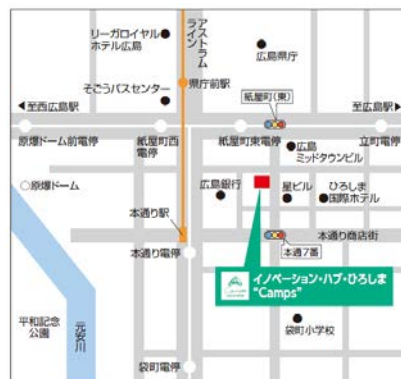 リーガロイヤル
ホテル広島
アストラム
ライン
広島県庁
そごうバスセンター
県庁前駅
紙屋町(東)
至西広島駅
至広島駅
原爆ドーム前電停
紙屋町西
電停
紙屋町東電停
立町電停
広島
ミッドタウンビル
原爆ドーム
広島銀行
星ビル
ひろしま
国際ホテル
本通り駅
本通り商店街
本通り電停
本通7番
イノベーション・ハブ・ひろしま
“Camps”
平和記念
公園
元安川
袋町小学校
袋町電停